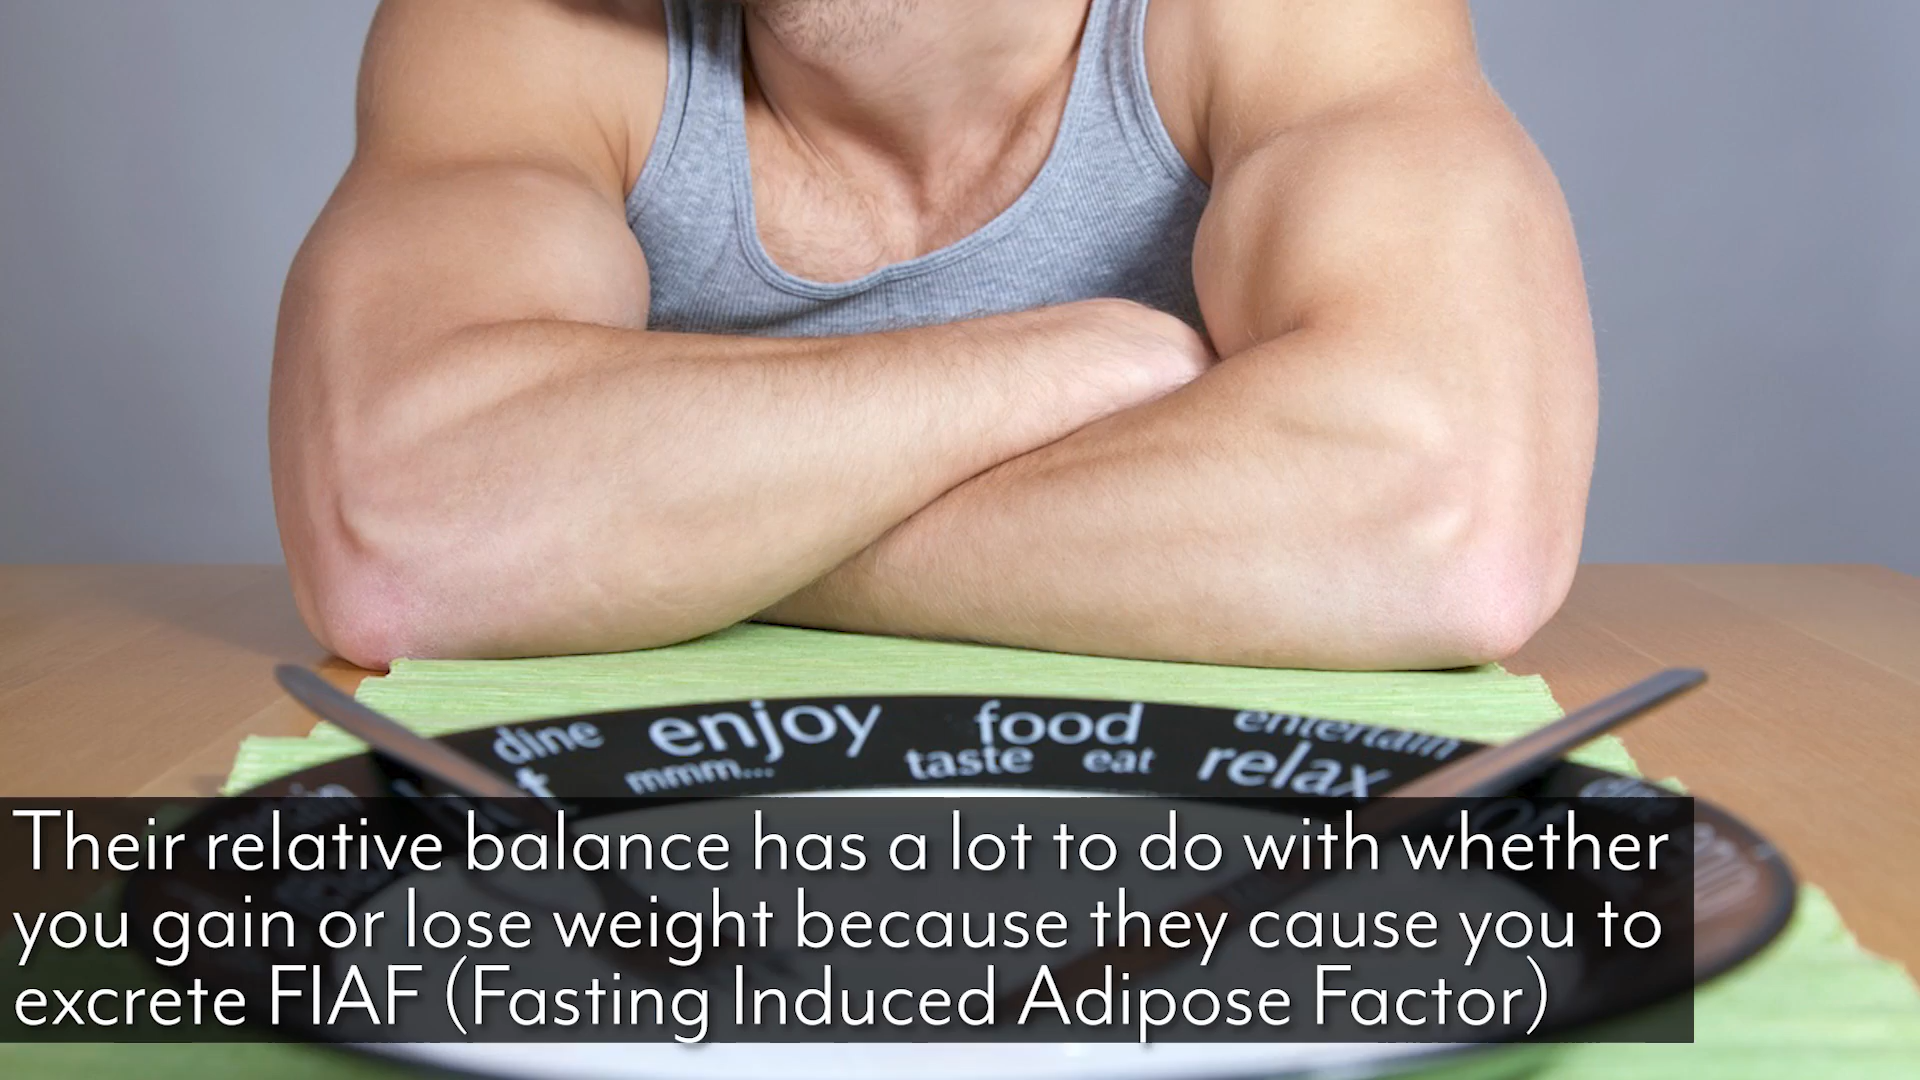 dine enjoy food entertain
mmm... taste eat relax
Their relative balance has a lot to do with whether
you gain or lose weight because they cause you to
excrete FIAF (Fasting Induced Adipose Factor)